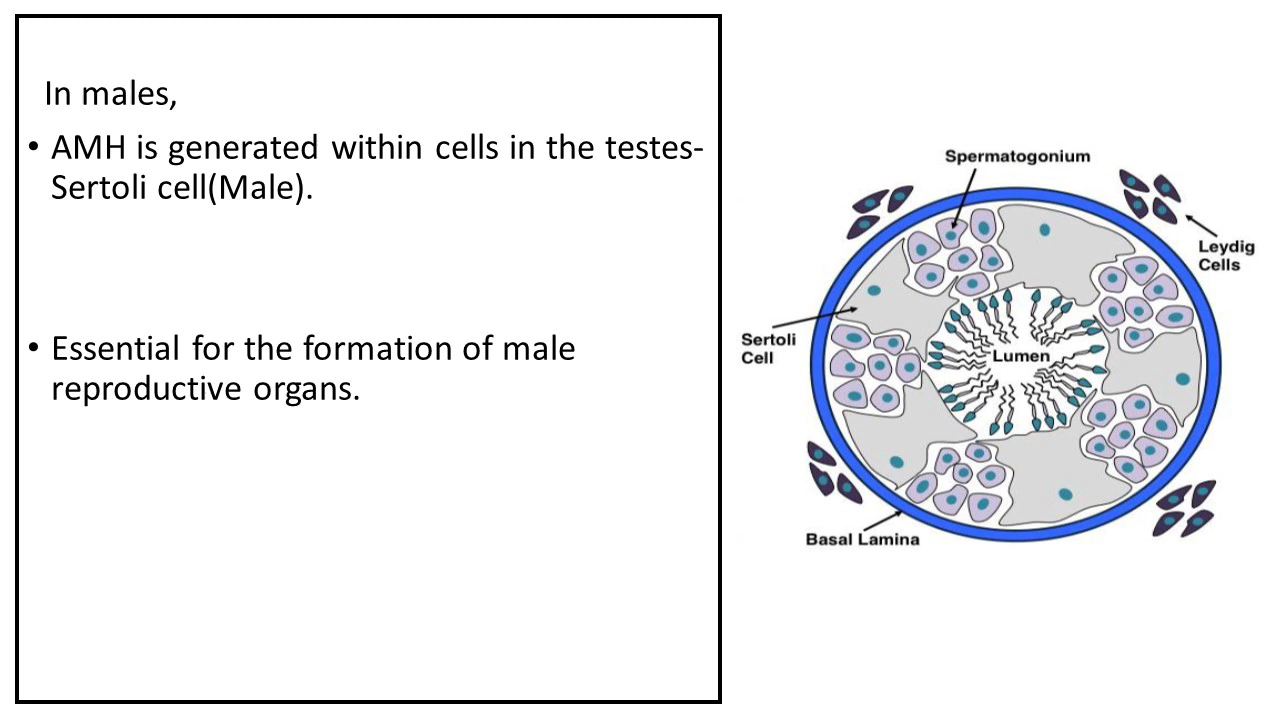 In males,
• AMH is generated within cells in the testes-
Sertoli cell(Male).
• Essential for the formation of male
reproductive organs.
Spermatogonium
Leydig
Cells
Sertoli
Cell
Lumen
Basal Lamina